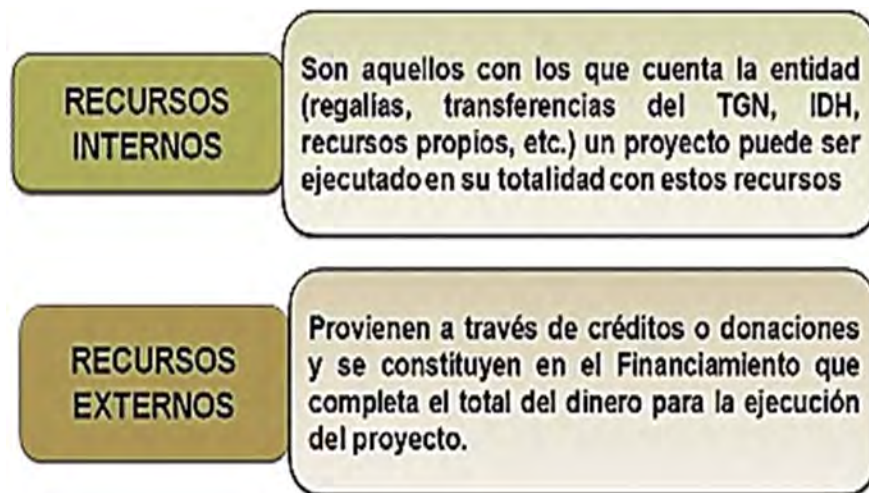 RECURSOS
INTERNOS
Son aquellos con los que cuenta la entidad
(regalías, transferencias del TGN, IDH,
recursos propios, etc.) un proyecto puede ser
ejecutado en su totalidad con estos recursos
RECURSOS
EXTERNOS
Provienen a través de créditos o donaciones
y se constituyen en el Financiamiento que
completa el total del dinero para la ejecución
del proyecto.